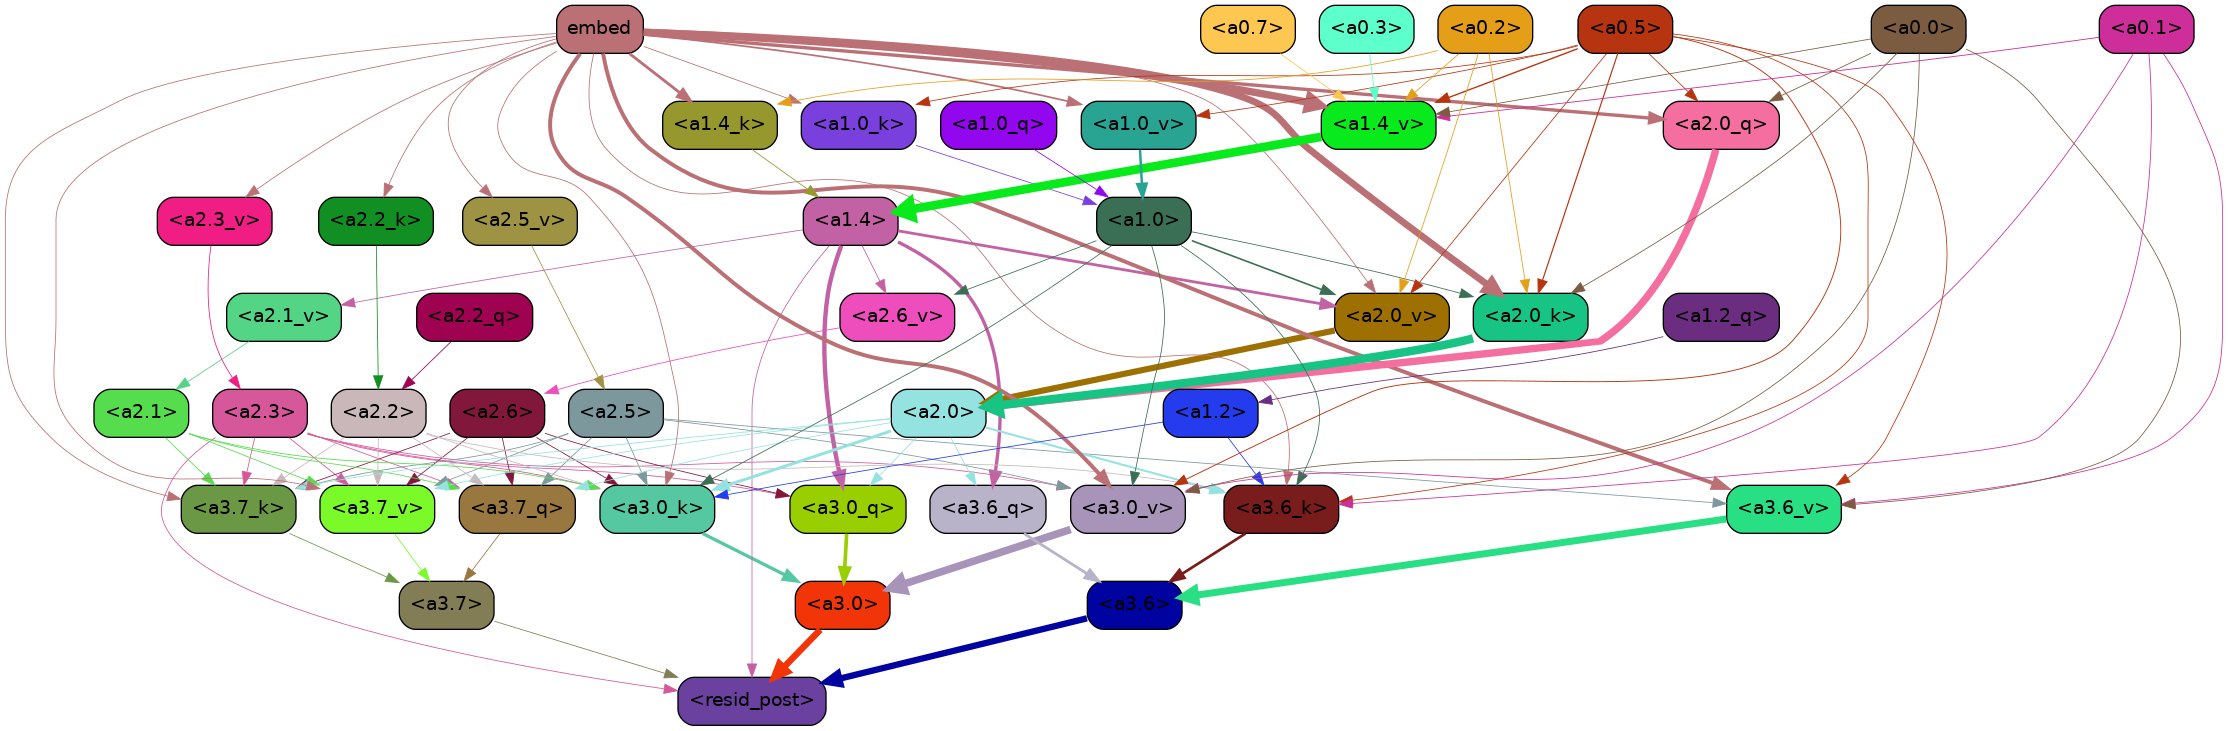 embed <a0.7> <a0.3> <a0.2> <a0.5> <a0.0> <a0.1>
<a1.4_k> <a1.0_k> <a1.0_q> <a1.0_v> <a1.4_v> <a2.0_q>
<a2.3_v> <a2.2_k> <a2.5_v> <a1.4> <a1.0>
<a2.1_v> <a2.2_q> <a2.6_v> <a2.0_v> <a2.0_k> <a1.2_q>
<a2.1> <a2.3> <a2.2> <a2.6> <a2.5> <a2.0> <a1.2>
<a3.7_k> <a3.7_v> <a3.7_q> <a3.0_k> <a3.0_q> <a3.6_q> <a3.0_v> <a3.6_k> <a3.6_v>
<a3.7> <a3.0> <a3.6>
<resid_post>